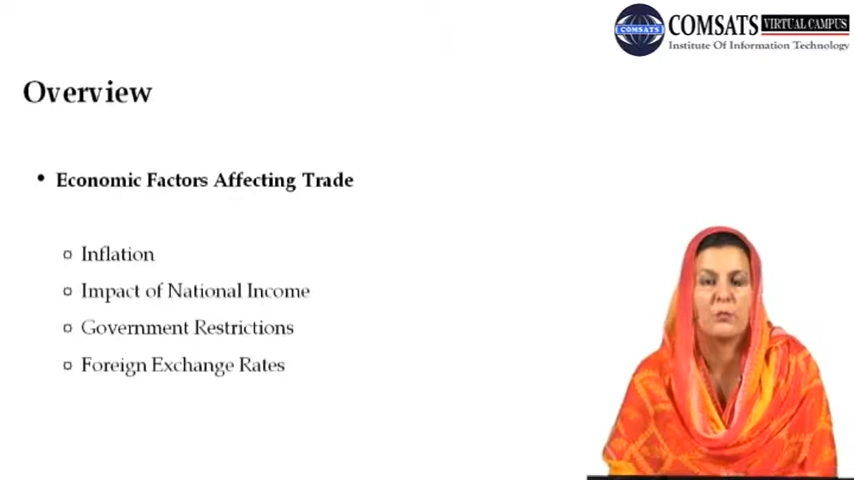 COMSATS VIRTUAL CAMPUS
COMSATS
Institute Of Information Technology
Overview
• Economic Factors Affecting Trade
Inflation
Impact of National Income
Government Restrictions
Foreign Exchange Rates